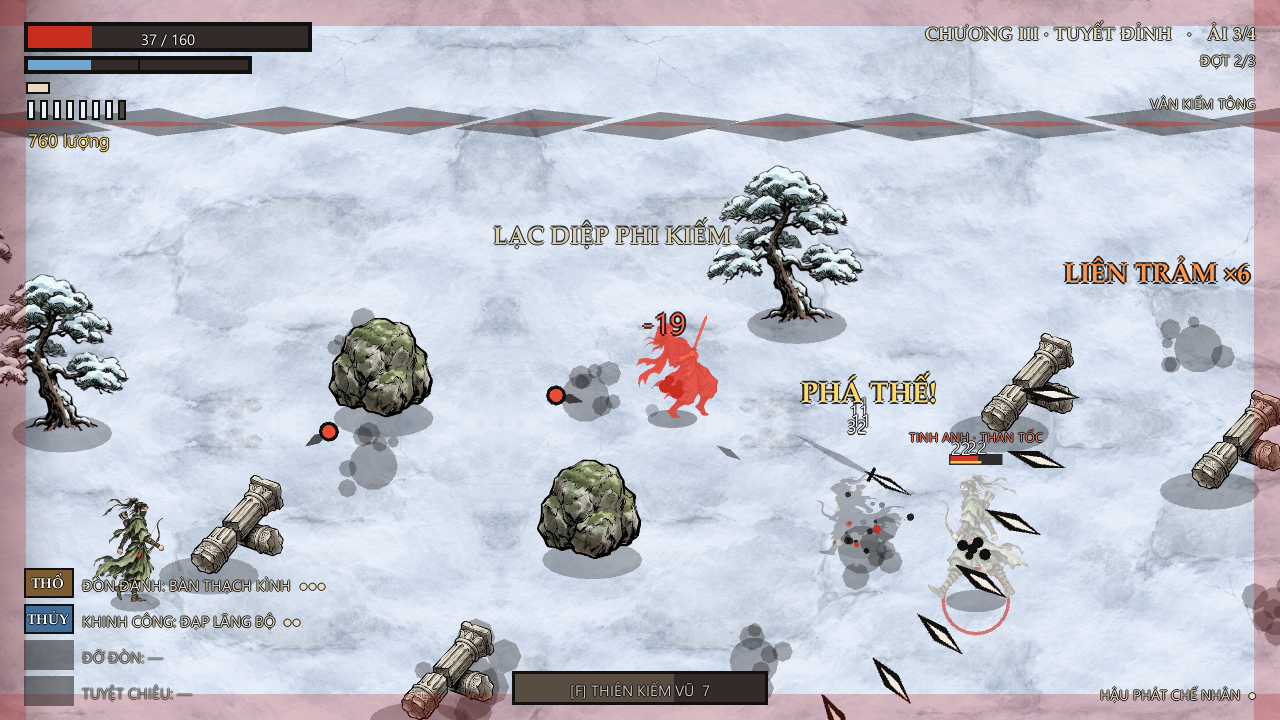 37 / 160
CHƯƠNG III · TUYẾT ĐỈNH · ẢI 3/4
ĐỢT 2/3
VÂN KIẾM TÔNG
760 lượng
LẠC DIỆP PHI KIẾM
LIÊN TRẢM ×6
-19
PHÁ THẾ!
11
32
TINH ANH · THẦN TỐC
22
22
THỔ ĐÒN ĐÁNH: BÀN THẠCH KÌNH
THỦY KHINH CÔNG: ĐẠP LÃNG BỘ
ĐỠ ĐÒN: —
TUYỆT CHIÊU: —
[F] THIÊN KIẾM VŨ 7
HẬU PHÁT CHẾ NHÂN